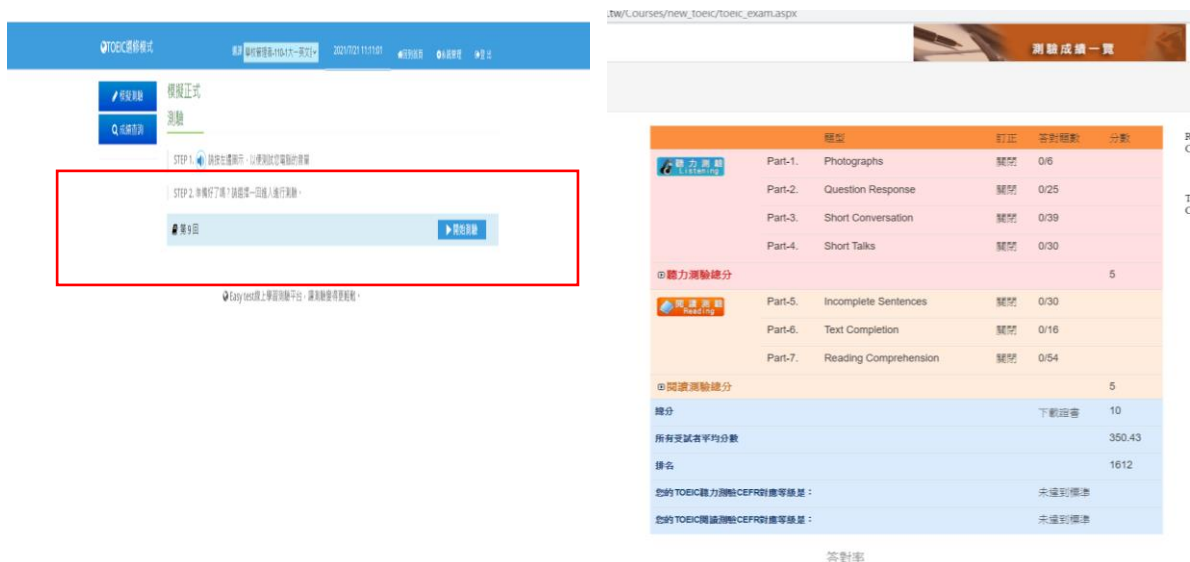 TOEIC選修模式
2021/7/21 11:11:01
回到首頁
登出
模擬測驗
成績查詢
模擬正式
測驗
STEP 1. 請按左邊圖示,以便測試您電腦的音量
STEP 2. 準備好了嗎?請選擇一回進入進行測驗。
第9回
開始測驗
Easy test線上學習測驗平台,讓測驗變得更輕鬆。
.tw/Courses/new_toeic/toeic_exam.aspx
測驗成績一覽
題型 訂正 答對題數 分數
聽力測驗 Listening
Part-1. Photographs 關閉 0/6
Part-2. Question Response 關閉 0/25
Part-3. Short Conversation 關閉 0/39
Part-4. Short Talks 關閉 0/30
聽力測驗總分 5
閱讀測驗 Reading
Part-5. Incomplete Sentences 關閉 0/30
Part-6. Text Completion 關閉 0/16
Part-7. Reading Comprehension 關閉 0/54
閱讀測驗總分 5
總分 下載證書 10
所有受試者平均分數 350.43
排名 1612
您的TOEIC聽力測驗CEFR對應等級是: 未達到標準
您的TOEIC閱讀測驗CEFR對應等級是: 未達到標準
答對率